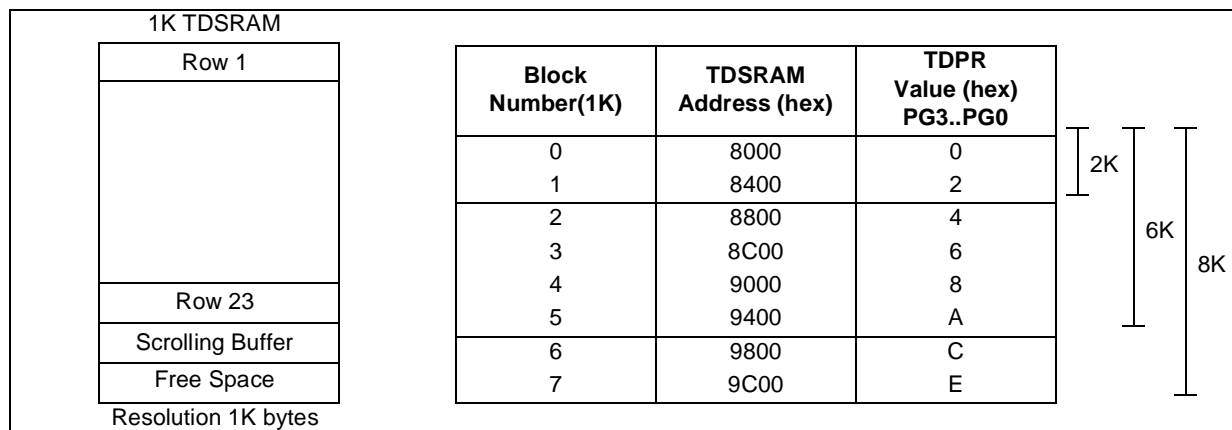 1K TDSRAM
Row 1
Row 23
Scrolling Buffer
Free Space
Resolution 1K bytes
Block Number(1K) TDSRAM Address (hex) TDPR Value (hex) PG3..PG0
0 8000 0
1 8400 2
2 8800 4
3 8C00 6
4 9000 8
5 9400 A
6 9800 C
7 9C00 E
2K
6K
8K